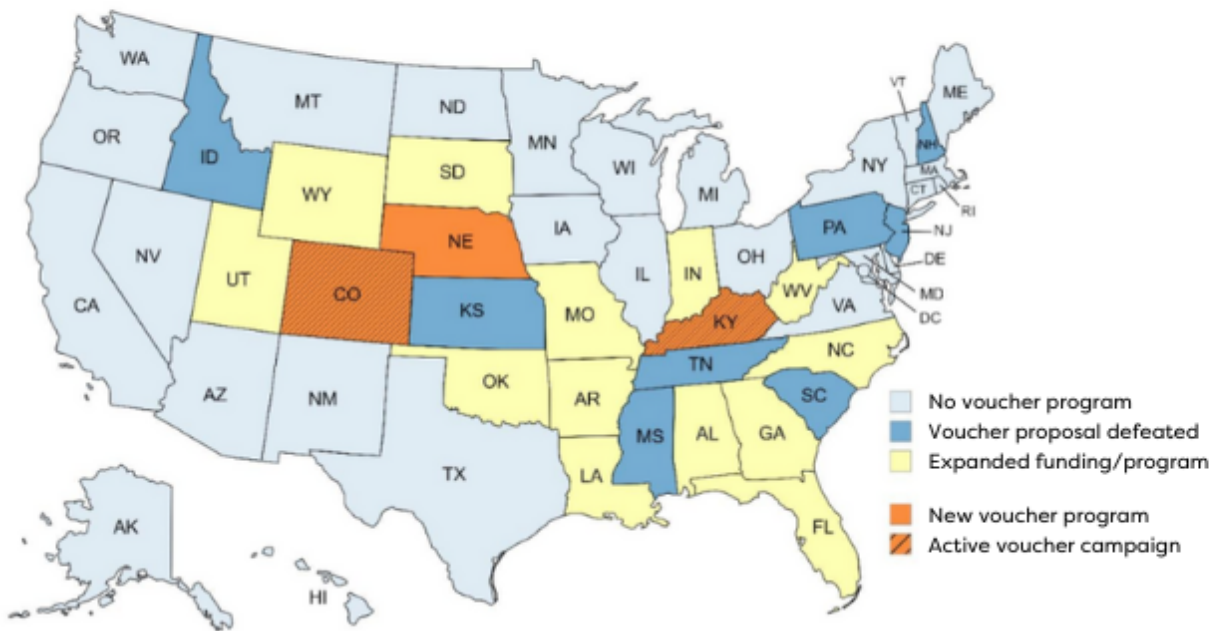 WA
MT
ND
MN
VT
ME
OR
ID
SD
WI
MI
NY
NH
MA
CT
RI
WY
IA
PA
NJ
NV
NE
IL
IN
OH
DE
UT
CO
KS
MO
WV
VA
MD
DC
CA
KY
AZ
NM
OK
AR
TN
NC
SC
MS
AL
GA
TX
LA
FL
AK
HI
No voucher program
Voucher proposal defeated
Expanded funding/program
New voucher program
Active voucher campaign